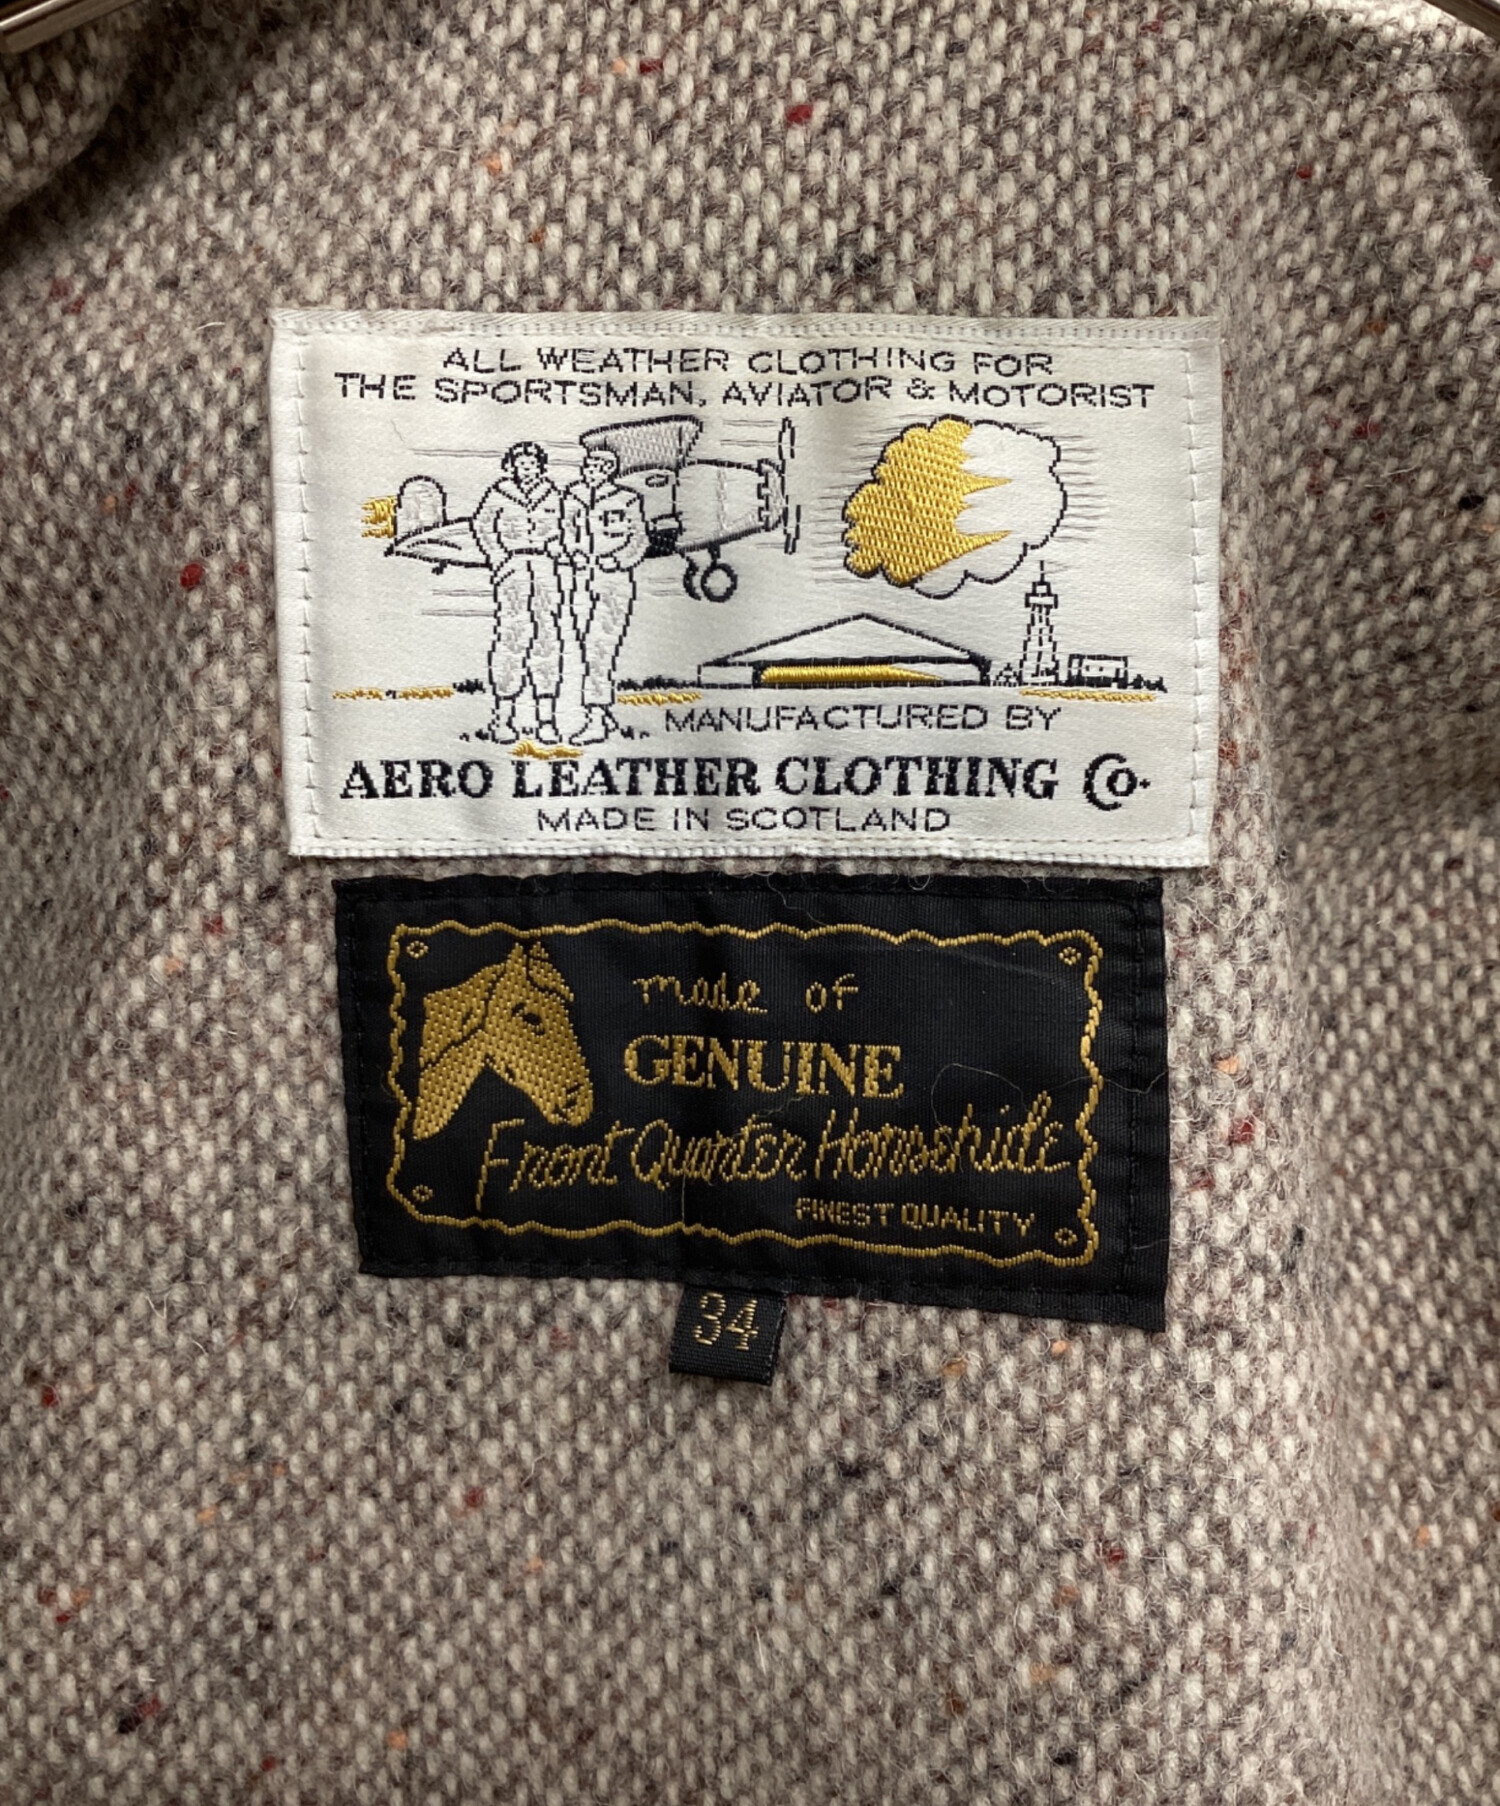 ALL WEATHER CLOTHING FOR
THE SPORTSMAN, AVIATOR & MOTORIST
MANUFACTURED BY
AERO LEATHER CLOTHING Co.
MADE IN SCOTLAND
made of
GENUINE
Front Quarter Horsehide
FINEST QUALITY
34